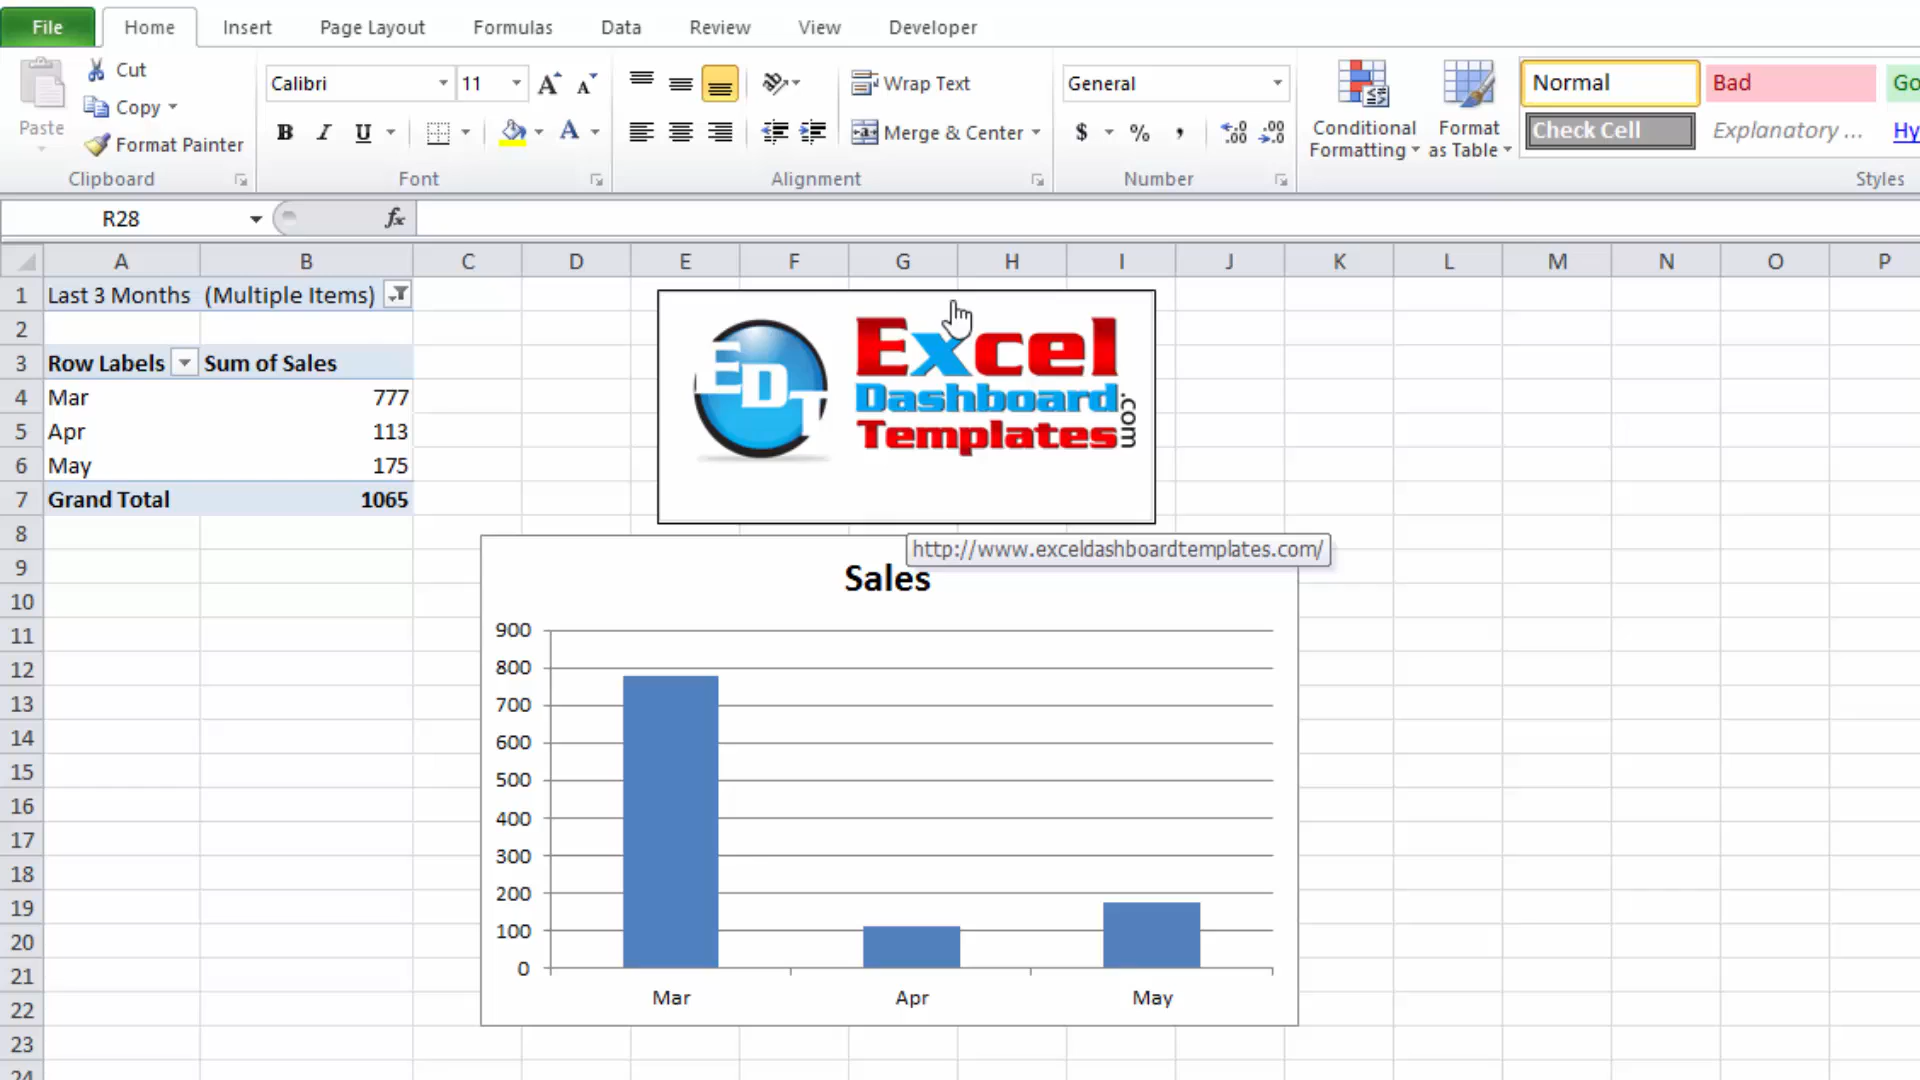 File Home Insert Page Layout Formulas Data Review View Developer
Cut
Copy
Format Painter
Paste
Clipboard
Calibri 11
B I U
Font
Wrap Text
Merge & Center
Alignment
General
$ % ,
Number
Conditional Formatting
Format as Table
Normal Bad Go
Check Cell Explanatory ... Hy
Styles
R28 fx
A B C D E F G H I J K L M N O P
1 Last 3 Months (Multiple Items)
2
3 Row Labels Sum of Sales
4 Mar 777
5 Apr 113
6 May 175
7 Grand Total 1065
8
9
10
11
12
13
14
15
16
17
18
19
20
21
22
23
24
EDT
Excel
Dashboard
Templates
.com
http://www.exceldashboardtemplates.com/
Sales
900
800
700
600
500
400
300
200
100
0
Mar Apr May